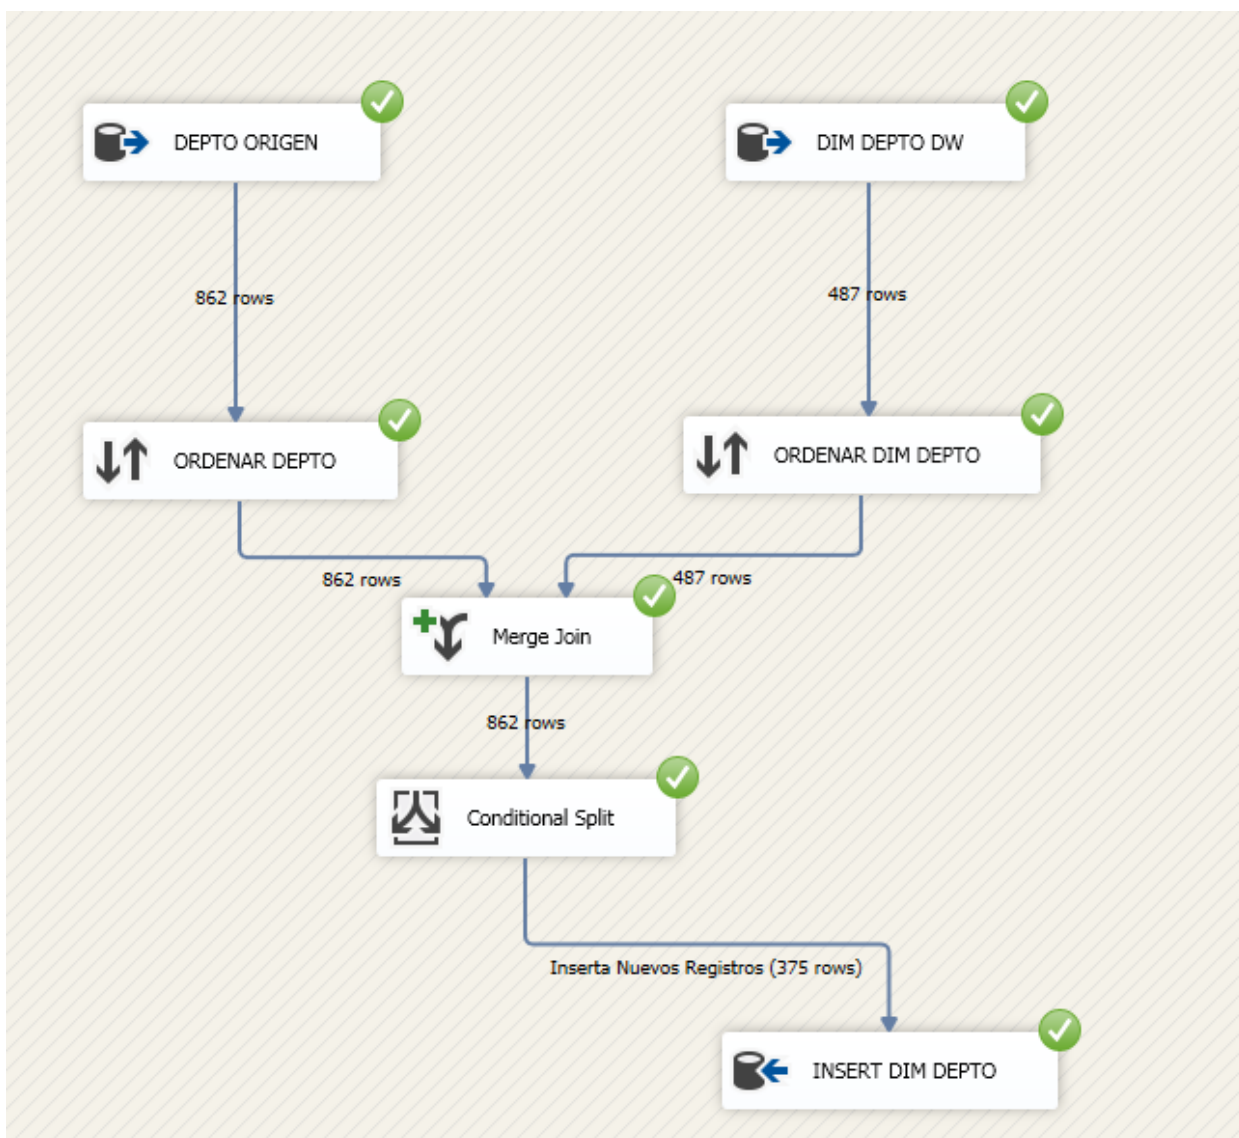 DEPTO ORIGEN
DIM DEPTO DW
862 rows
487 rows
ORDENAR DEPTO
ORDENAR DIM DEPTO
862 rows
487 rows
Merge Join
862 rows
Conditional Split
Inserta Nuevos Registros (375 rows)
INSERT DIM DEPTO